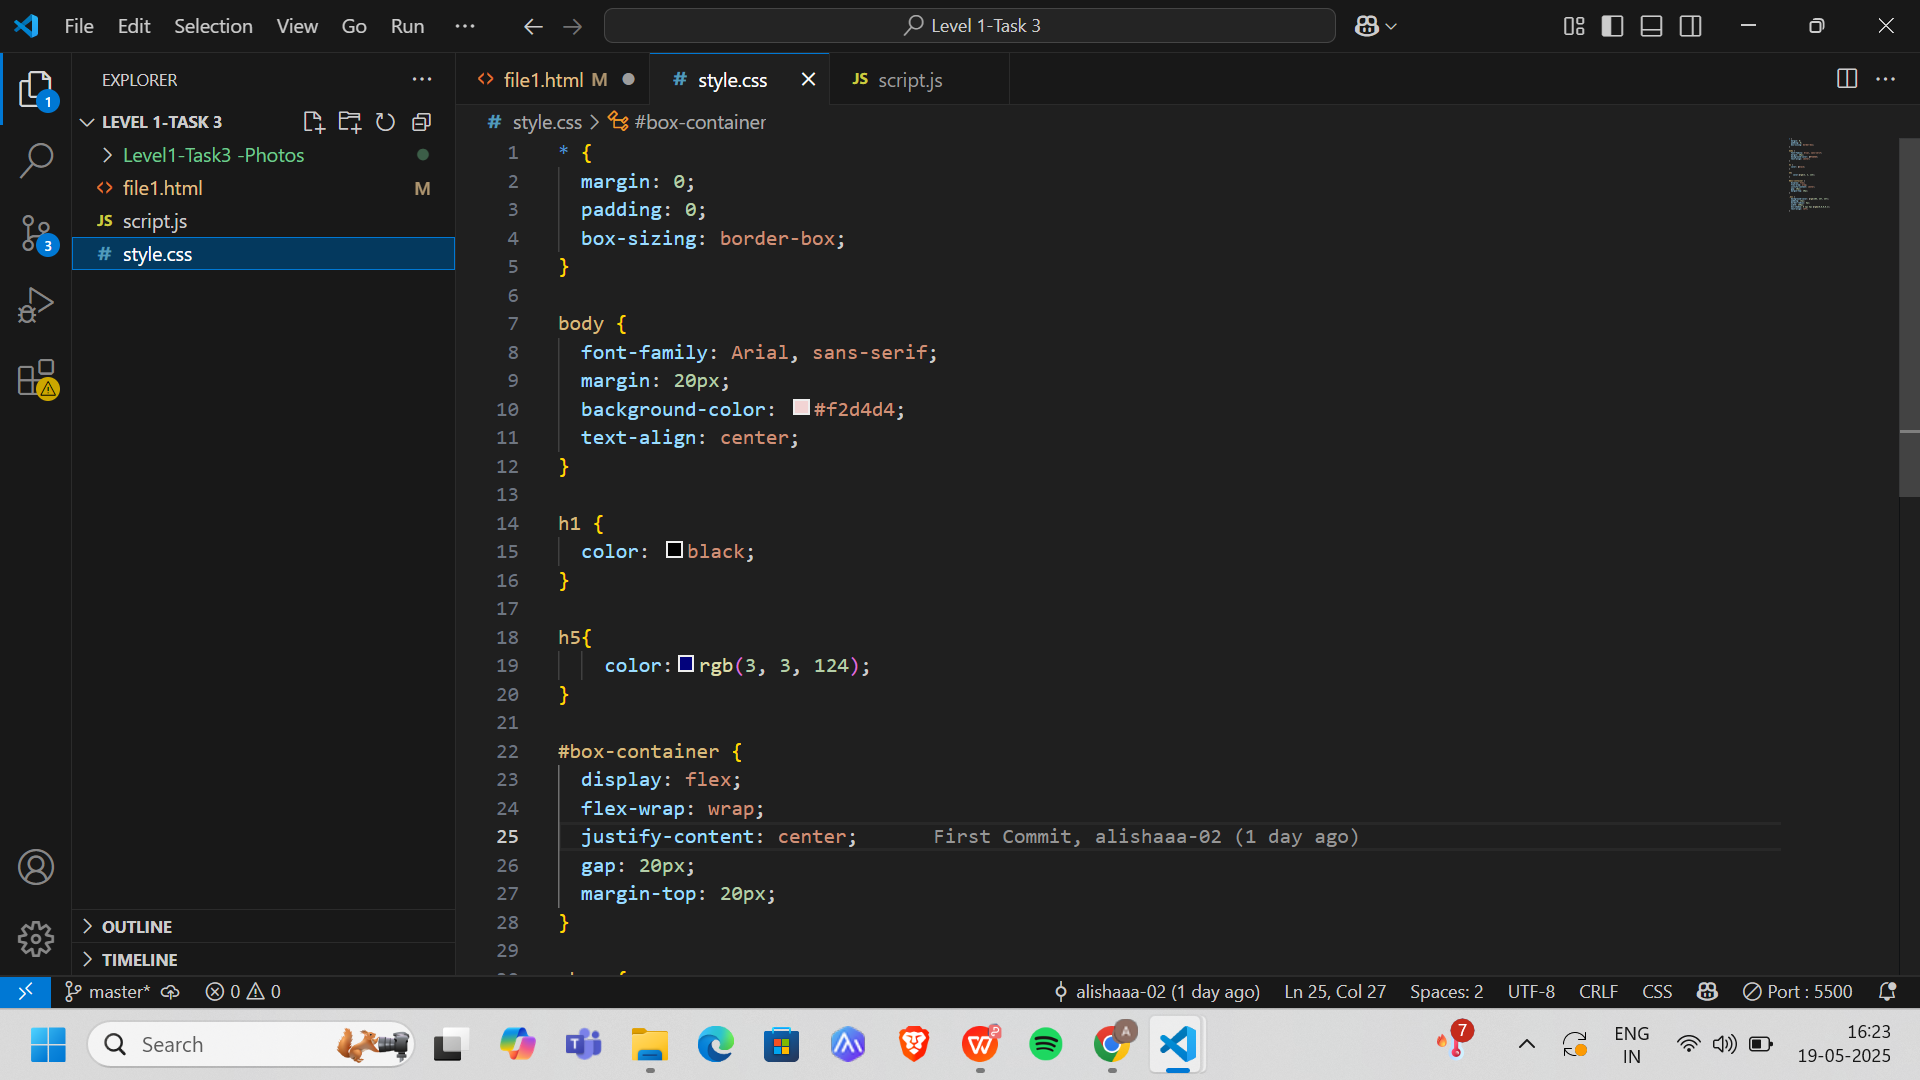 File Edit Selection View Go Run ··· Level 1-Task 3
EXPLORER
LEVEL 1-TASK 3
Level1-Task3 -Photos
file1.html M
JS script.js
# style.css
OUTLINE
TIMELINE
file1.html M # style.css JS script.js
# style.css > #box-container
1 * {
2 margin: 0;
3 padding: 0;
4 box-sizing: border-box;
5 }
6
7 body {
8 font-family: Arial, sans-serif;
9 margin: 20px;
10 background-color: #f2d4d4;
11 text-align: center;
12 }
13
14 h1 {
15 color: black;
16 }
17
18 h5{
19 color: rgb(3, 3, 124);
20 }
21
22 #box-container {
23 display: flex;
24 flex-wrap: wrap;
25 justify-content: center; First Commit, alishaaa-02 (1 day ago)
26 gap: 20px;
27 margin-top: 20px;
28 }
29
1
3
master* 0 0 alishaaa-02 (1 day ago) Ln 25, Col 27 Spaces: 2 UTF-8 CRLF CSS Port : 5500
Search
7
A
ENG
IN
16:23
19-05-2025